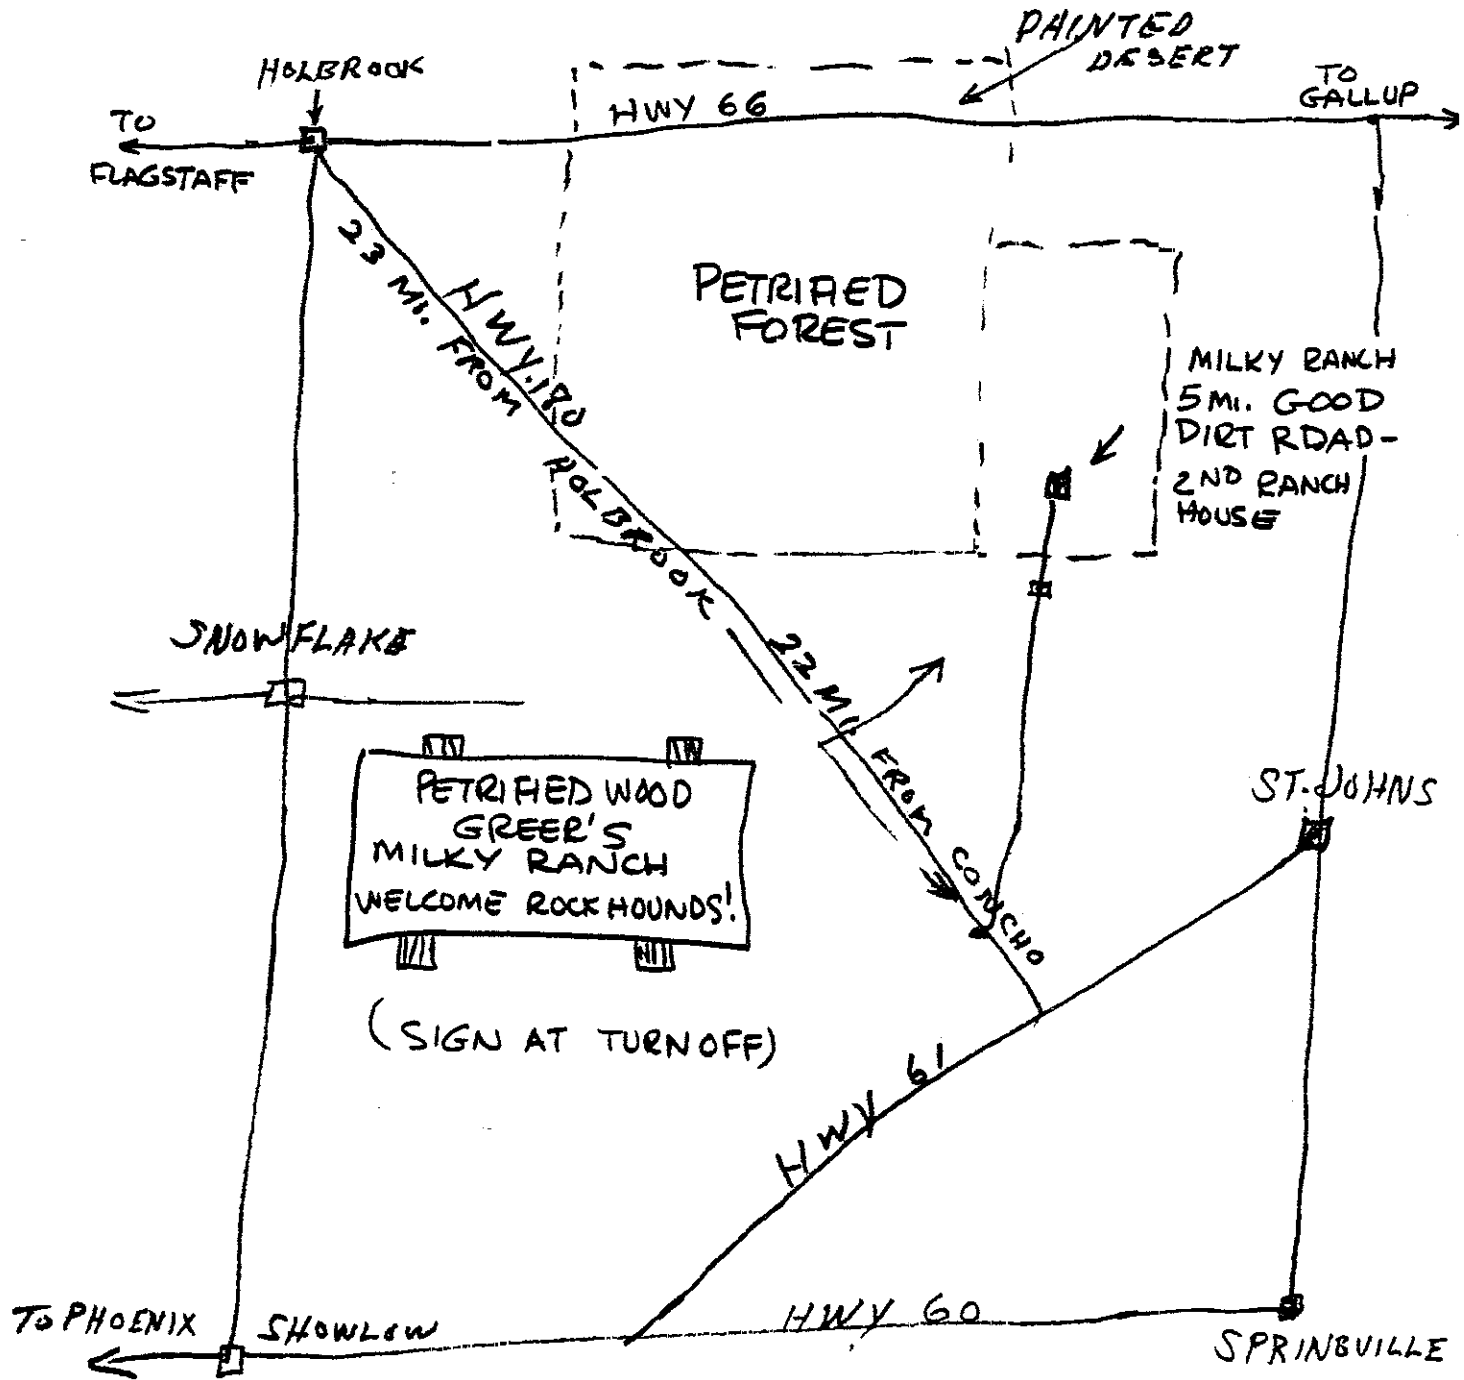 PAINTED
DESERT
HOLBROOK
TO
GALLUP
TO
FLAGSTAFF
HWY 66
23 MI. FROM HOLBROOK
HWY. 180
PETRIFIED
FOREST
MILKY RANCH
5 MI. GOOD
DIRT ROAD-
2ND RANCH
HOUSE
SNOWFLAKE
22 MI. FROM CONCHO
ST. JOHNS
PETRIFIED WOOD
GREER'S
MILKY RANCH
WELCOME ROCKHOUNDS!
(SIGN AT TURNOFF)
HWY 61
TO PHOENIX
SHOWLOW
HWY 60
SPRINGVILLE